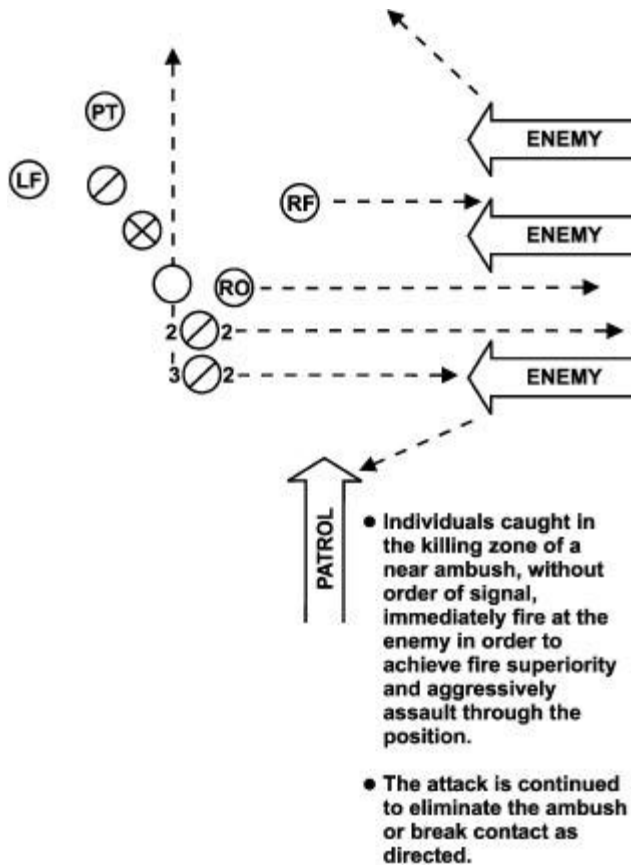 PT
ENEMY
LF
RF
ENEMY
RO
2 2
3 2
ENEMY
PATROL
● Individuals caught in
the killing zone of a
near ambush, without
order of signal,
immediately fire at the
enemy in order to
achieve fire superiority
and aggressively
assault through the
position.
● The attack is continued
to eliminate the ambush
or break contact as
directed.